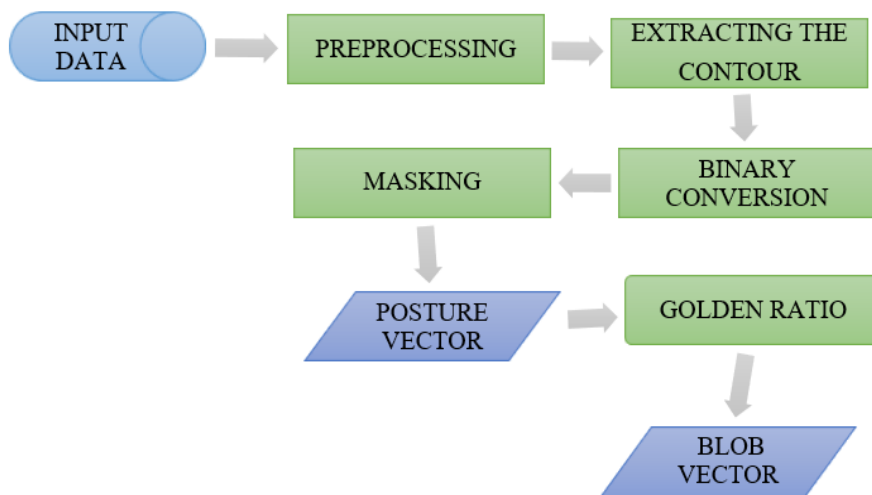 INPUT
DATA
PREPROCESSING
EXTRACTING THE
CONTOUR
BINARY
CONVERSION
MASKING
POSTURE
VECTOR
GOLDEN RATIO
BLOB
VECTOR